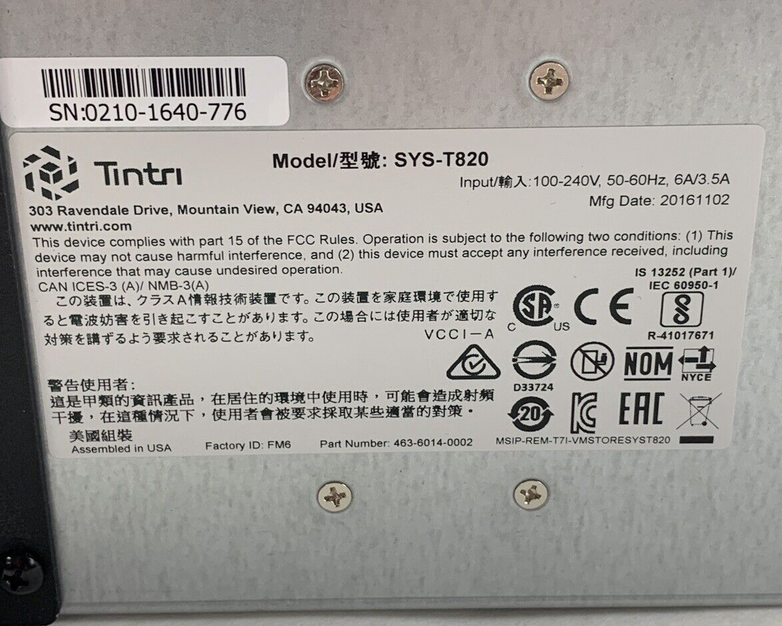 SN:0210-1640-776
Tintri
Model/型號: SYS-T820
Input/輸入:100-240V, 50-60Hz, 6A/3.5A
Mfg Date: 20161102
303 Ravendale Drive, Mountain View, CA 94043, USA
www.tintri.com
This device complies with part 15 of the FCC Rules. Operation is subject to the following two conditions: (1) This
device may not cause harmful interference, and (2) this device must accept any interference received, including
interference that may cause undesired operation.
CAN ICES-3 (A)/ NMB-3(A)
IS 13252 (Part 1)/
IEC 60950-1
この装置は、クラスA情報技術装置です。この装置を家庭環境で使用す
ると電波妨害を引き起こすことがあります。この場合には使用者が適切な
対策を講ずるよう要求されることがあります。
VCCI-A
C SA US
CE
S
R-41017671
D33724
NOM
NYCE
警告使用者:
這是甲類的資訊產品，在居住的環境中使用時，可能會造成射頻
干擾，在這種情況下，使用者會被要求採取某些適當的對策。
20
EAC
美國組裝
Assembled in USA
Factory ID: FM6
Part Number: 463-6014-0002
MSIP-REM-T7I-VMSTORESYST820